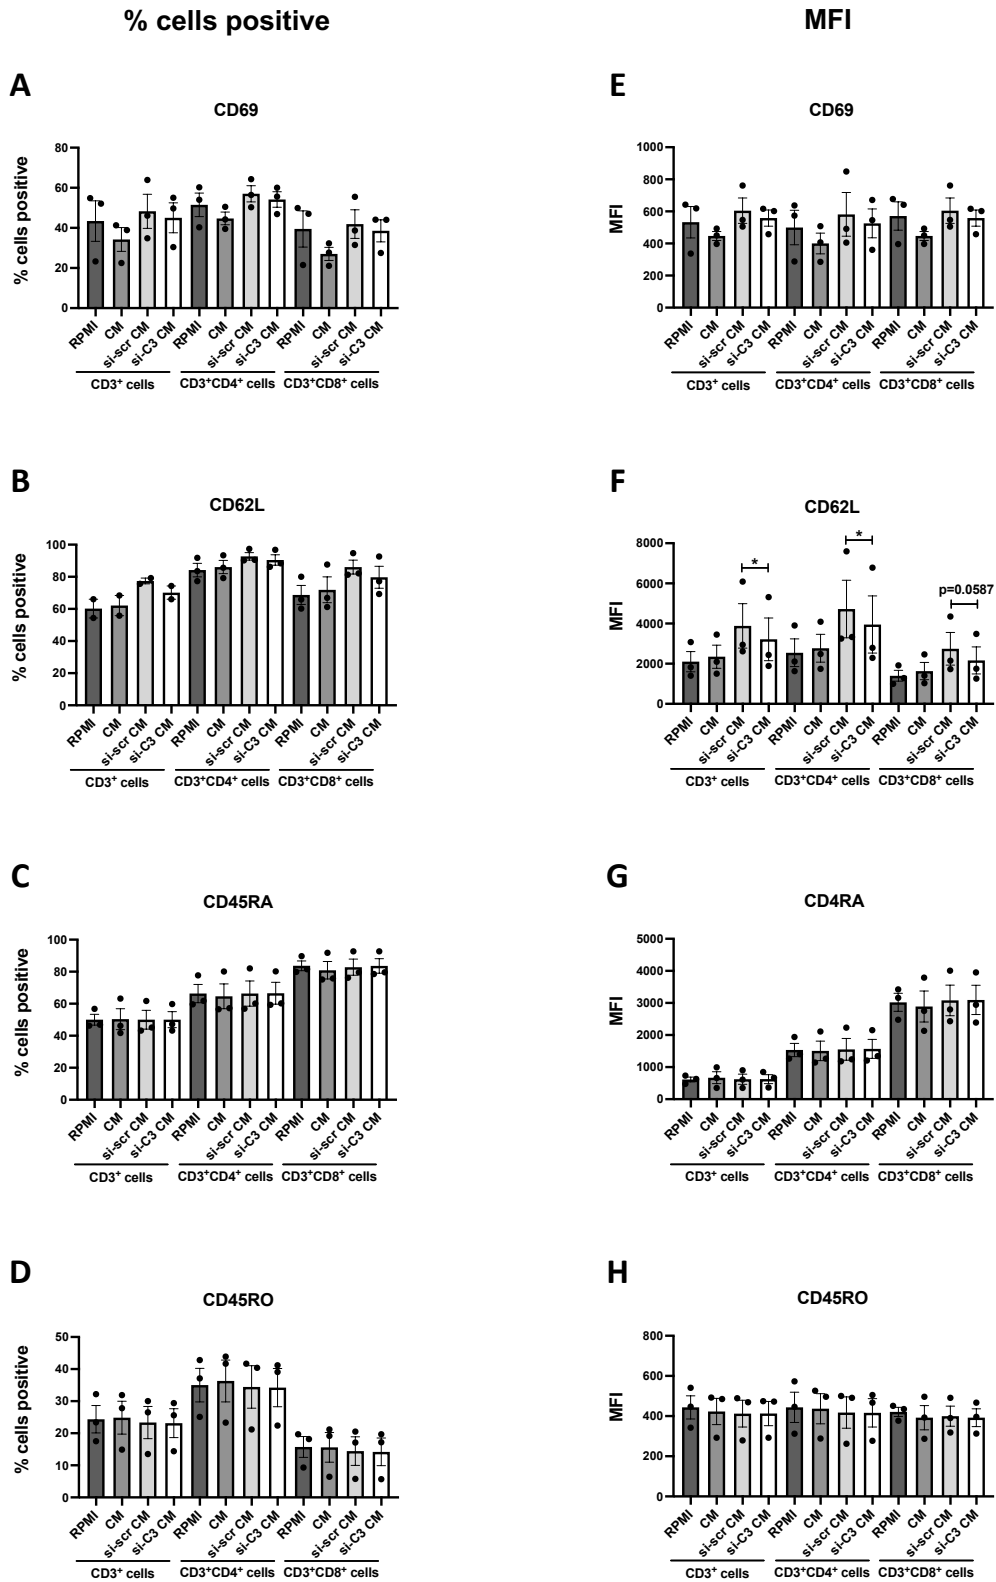 % cells positive
MFI
A
CD69
% cells positive
80
60
40
20
0
RPMI
CM
si-scr CM
si-C3 CM
RPMI
CM
si-scr CM
si-C3 CM
RPMI
CM
si-scr CM
si-C3 CM
CD3+ cells
CD3+CD4+ cells
CD3+CD8+ cells
E
CD69
MFI
1000
800
600
400
200
0
RPMI
CM
si-scr CM
si-C3 CM
RPMI
CM
si-scr CM
si-C3 CM
RPMI
CM
si-scr CM
si-C3 CM
CD3+ cells
CD3+CD4+ cells
CD3+CD8+ cells
B
CD62L
% cells positive
100
80
60
40
20
0
RPMI
CM
si-scr CM
si-C3 CM
RPMI
CM
si-scr CM
si-C3 CM
RPMI
CM
si-scr CM
si-C3 CM
CD3+ cells
CD3+CD4+ cells
CD3+CD8+ cells
F
CD62L
MFI
8000
6000
4000
2000
0
*
*
p=0.0587
RPMI
CM
si-scr CM
si-C3 CM
RPMI
CM
si-scr CM
si-C3 CM
RPMI
CM
si-scr CM
si-C3 CM
CD3+ cells
CD3+CD4+ cells
CD3+CD8+ cells
C
CD45RA
% cells positive
100
80
60
40
20
0
RPMI
CM
si-scr CM
si-C3 CM
RPMI
CM
si-scr CM
si-C3 CM
RPMI
CM
si-scr CM
si-C3 CM
CD3+ cells
CD3+CD4+ cells
CD3+CD8+ cells
G
CD4RA
MFI
5000
4000
3000
2000
1000
0
RPMI
CM
si-scr CM
si-C3 CM
RPMI
CM
si-scr CM
si-C3 CM
RPMI
CM
si-scr CM
si-C3 CM
CD3+ cells
CD3+CD4+ cells
CD3+CD8+ cells
D
CD45RO
% cells positive
50
40
30
20
10
0
RPMI
CM
si-scr CM
si-C3 CM
RPMI
CM
si-scr CM
si-C3 CM
RPMI
CM
si-scr CM
si-C3 CM
CD3+ cells
CD3+CD4+ cells
CD3+CD8+ cells
H
CD45RO
MFI
800
600
400
200
0
RPMI
CM
si-scr CM
si-C3 CM
RPMI
CM
si-scr CM
si-C3 CM
RPMI
CM
si-scr CM
si-C3 CM
CD3+ cells
CD3+CD4+ cells
CD3+CD8+ cells